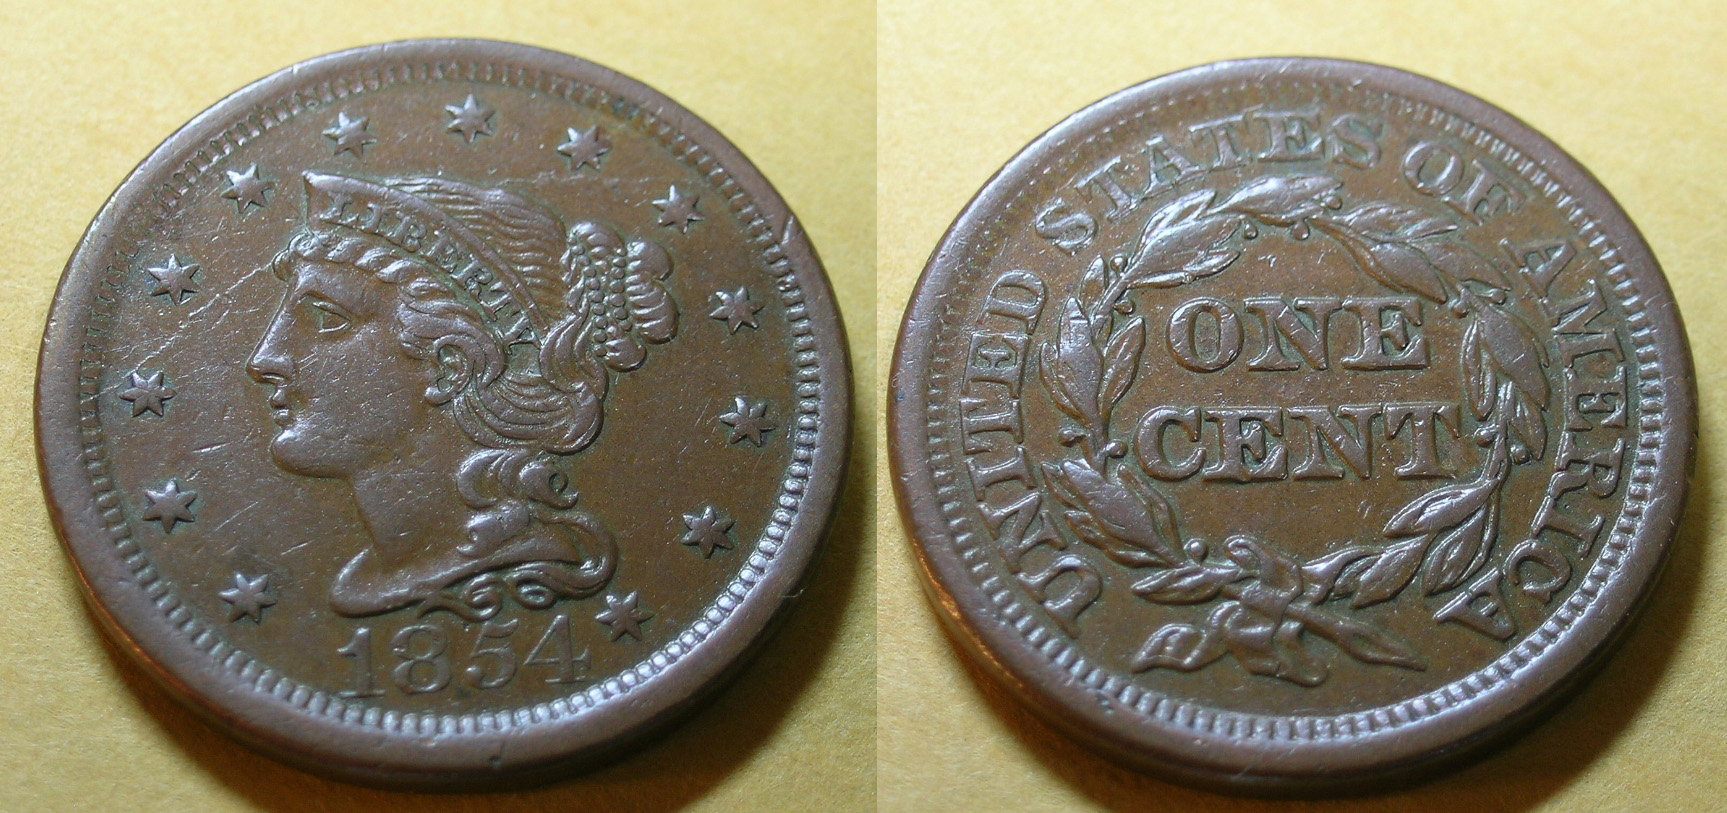 LIBERTY
1854
UNITED STATES OF AMERICA
ONE
CENT